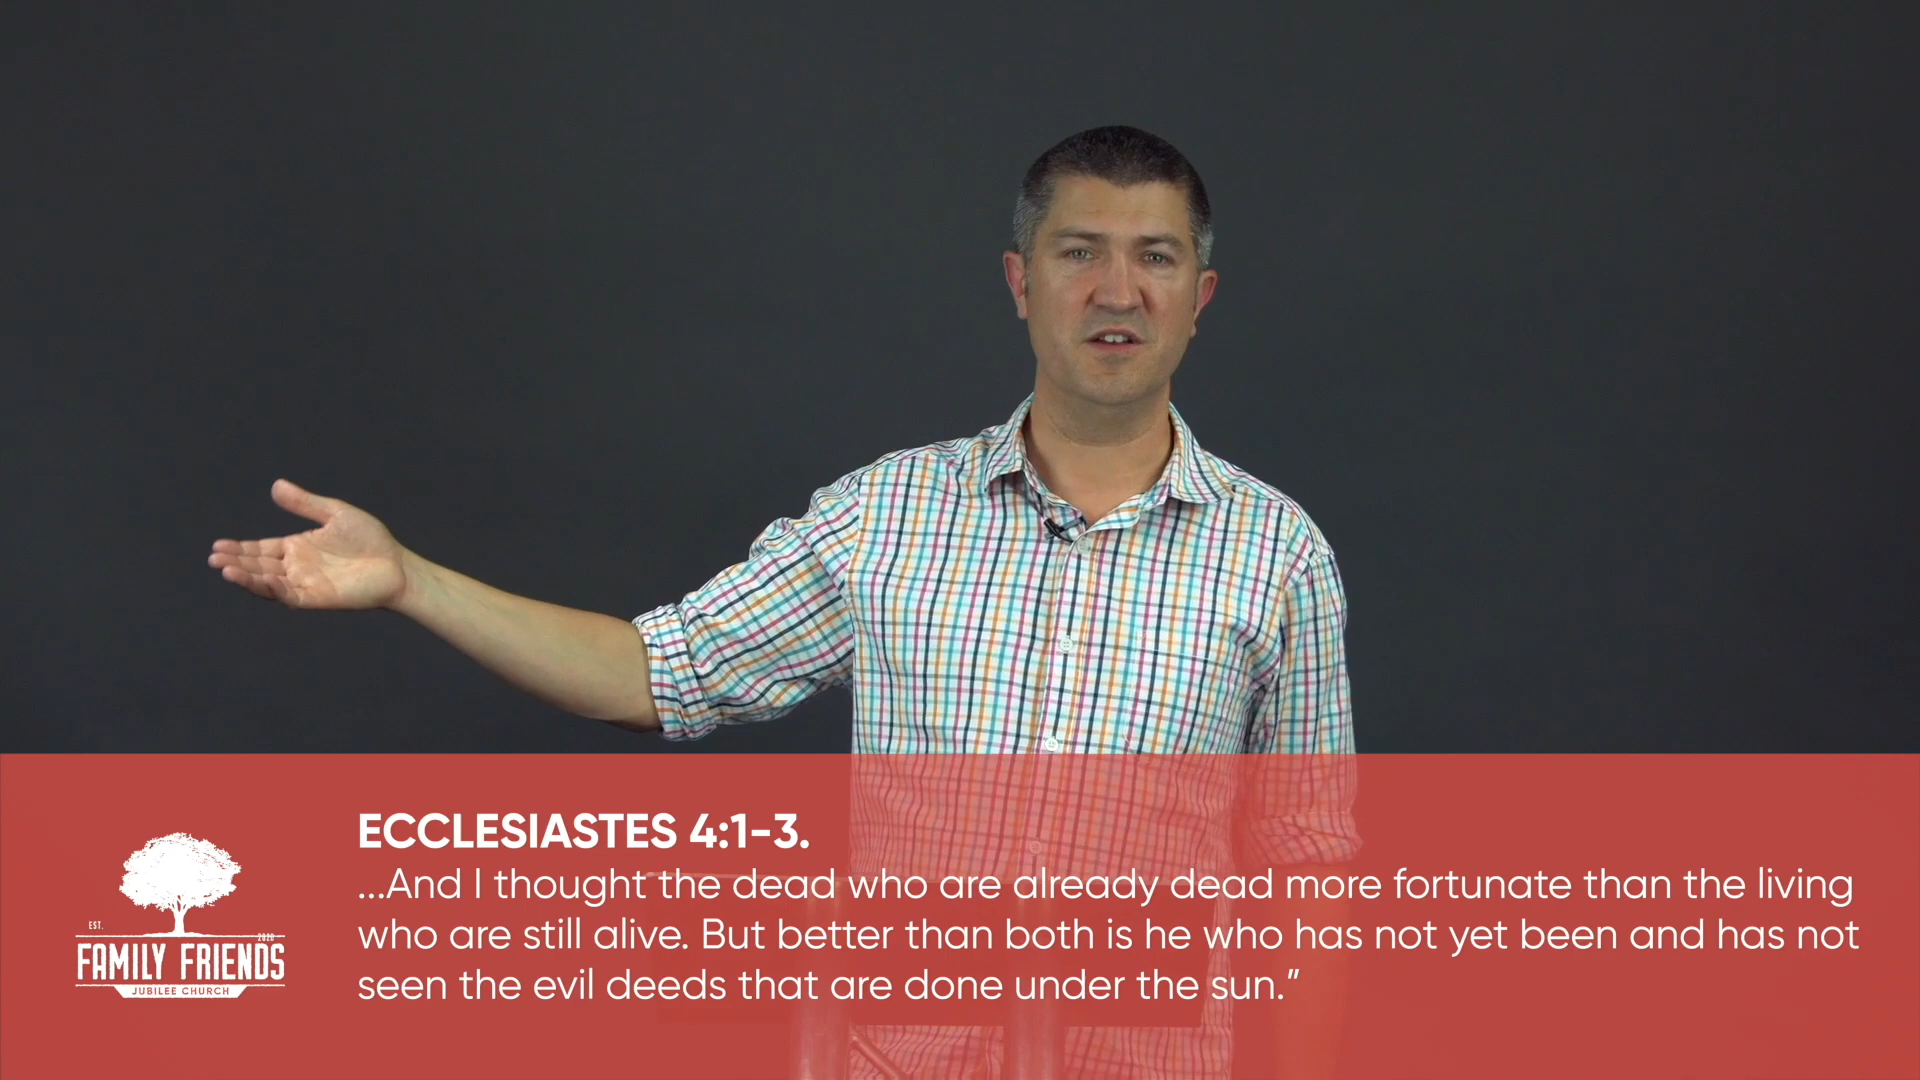 ECCLESIASTES 4:1-3.
...And I thought the dead who are already dead more fortunate than the living
who are still alive. But better than both is he who has not yet been and has not
seen the evil deeds that are done under the sun.”
EST.
2020
FAMILY FRIENDS
JUBILEE CHURCH